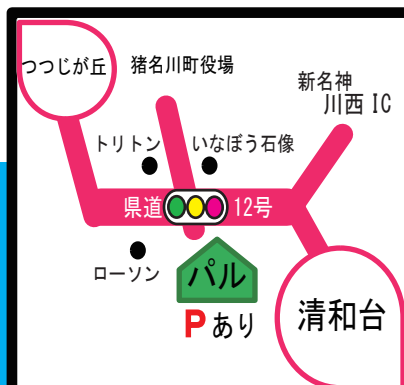 つつじが丘
猪名川町役場
新名神
川西 IC
トリトン
いなぼう石像
県道
12号
ローソン
パル
Pあり
清和台